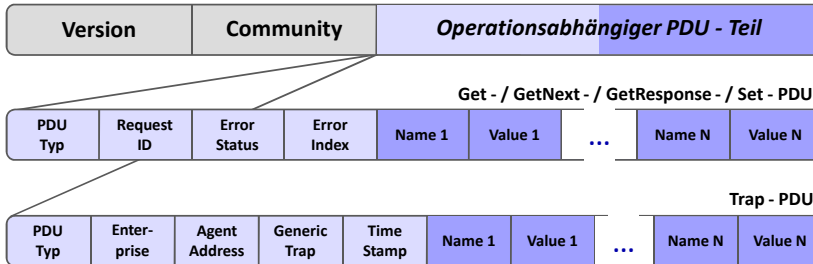 Version Community Operationsabhängiger PDU - Teil
Get - / GetNext - / GetResponse - / Set - PDU
PDU Typ Request ID Error Status Error Index Name 1 Value 1 ... Name N Value N
Trap - PDU
PDU Typ Enter- prise Agent Address Generic Trap Time Stamp Name 1 Value 1 ... Name N Value N